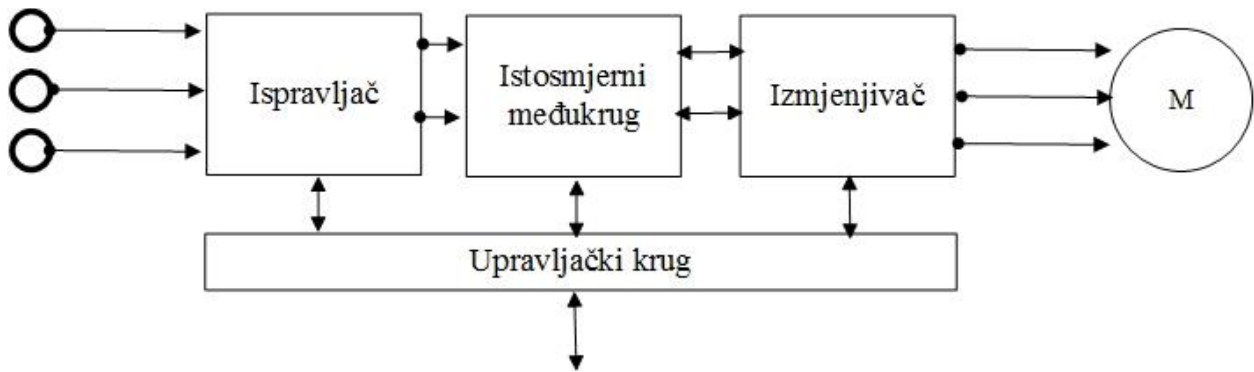 Ispravljač
Istosmjerni
međukrug
Izmjenjivač
M
Upravljački krug